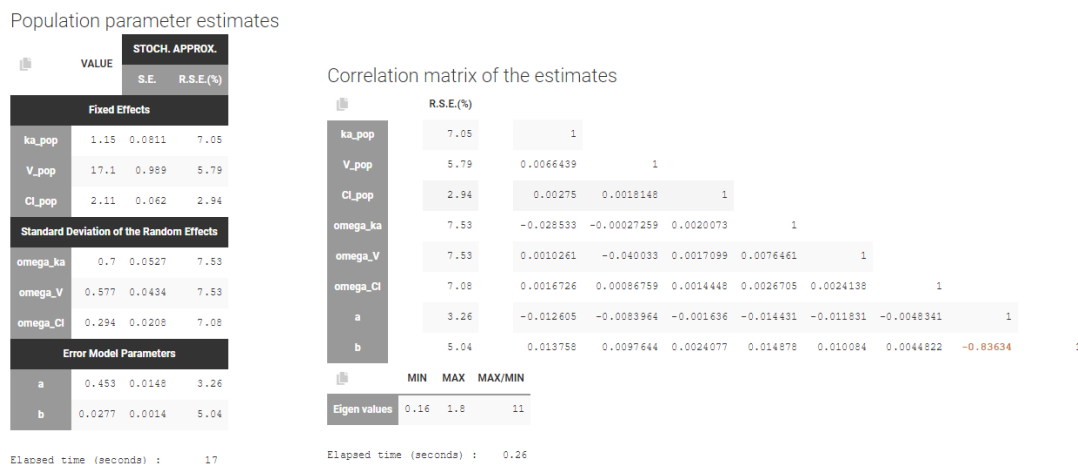 Population parameter estimates
VALUE STOCH. APPROX.
S.E. R.S.E.(%)
Fixed Effects
ka_pop 1.15 0.0811 7.05
V_pop 17.1 0.989 5.79
Cl_pop 2.11 0.062 2.94
Standard Deviation of the Random Effects
omega_ka 0.7 0.0527 7.53
omega_V 0.577 0.0434 7.53
omega_Cl 0.294 0.0208 7.08
Error Model Parameters
a 0.453 0.0148 3.26
b 0.0277 0.0014 5.04
Elapsed time (seconds) : 17
Correlation matrix of the estimates
R.S.E.(%)
ka_pop 7.05 1
V_pop 5.79 0.0066439 1
Cl_pop 2.94 0.00275 0.0018148 1
omega_ka 7.53 -0.028533 -0.00027259 0.0020073 1
omega_V 7.53 0.0010261 -0.040033 0.0017099 0.0076461 1
omega_Cl 7.08 0.0016726 0.00086759 0.0014448 0.0026705 0.0024138 1
a 3.26 -0.012605 -0.0083964 -0.001636 -0.014431 -0.011831 -0.0048341 1
b 5.04 0.013758 0.0097644 0.0024077 0.014878 0.010084 0.0044822 -0.83634 1
MIN MAX MAX/MIN
Eigen values 0.16 1.8 11
Elapsed time (seconds) : 0.26